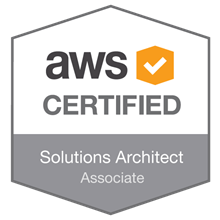 aws
CERTIFIED
Solutions Architect
Associate